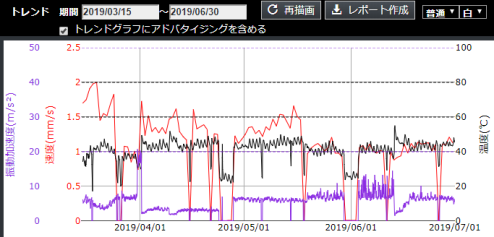 トレンド 期間 2019/03/15 ～ 2019/06/30 再描画 レポート作成 普通 白
トレンドグラフにアドバタイジングを含める
50 2.5 100
40 2 80
30 1.5 60
20 1 40
10 0.5 20
0 0 0
振動加速度(m/s²)
速度(mm/s)
温度(℃)
2019/04/01 2019/05/01 2019/06/01 2019/07/01